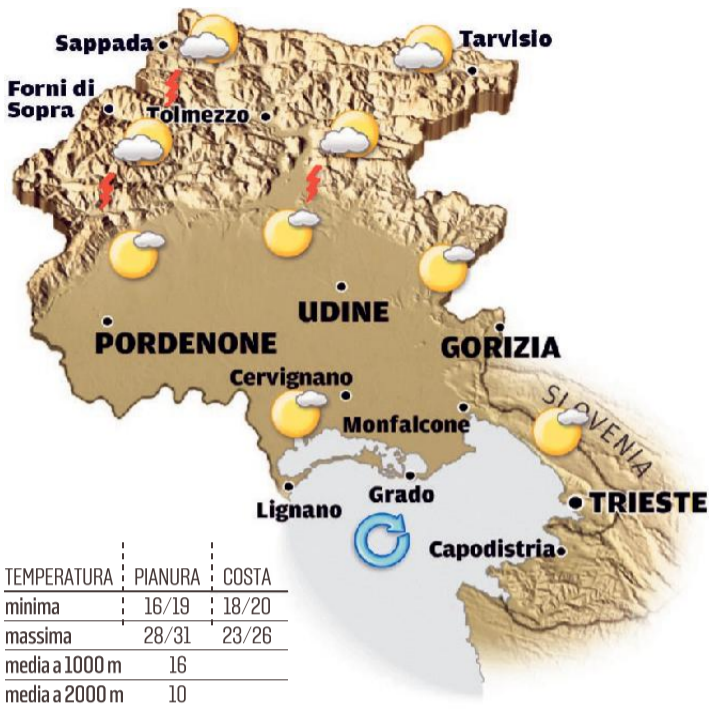 Sappada
Tarvisio
Forni di
Sopra
Tolmezzo
UDINE
PORDENONE
GORIZIA
Cervignano
SLOVENIA
Monfalcone
Grado
Lignano
TRIESTE
Capodistria
TEMPERATURA PIANURA COSTA
minima 16/19 18/20
massima 28/31 23/26
media a 1000 m 16
media a 2000 m 10